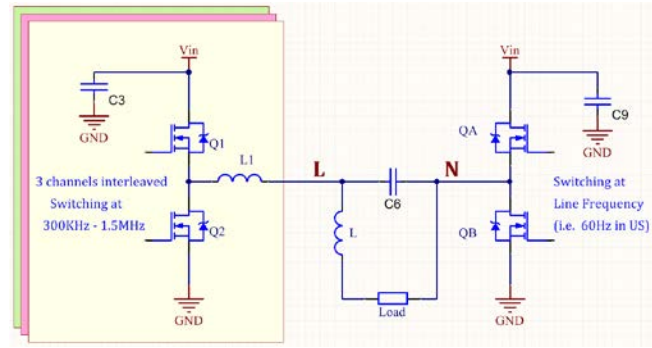 Vin
C3
GND
Q1
3 channels interleaved
Switching at
300KHz - 1.5MHz
L1
Q2
GND
L
C6
N
L
Load
Vin
C9
GND
QA
Switching at
Line Frequency
(i.e. 60Hz in US)
QB
GND